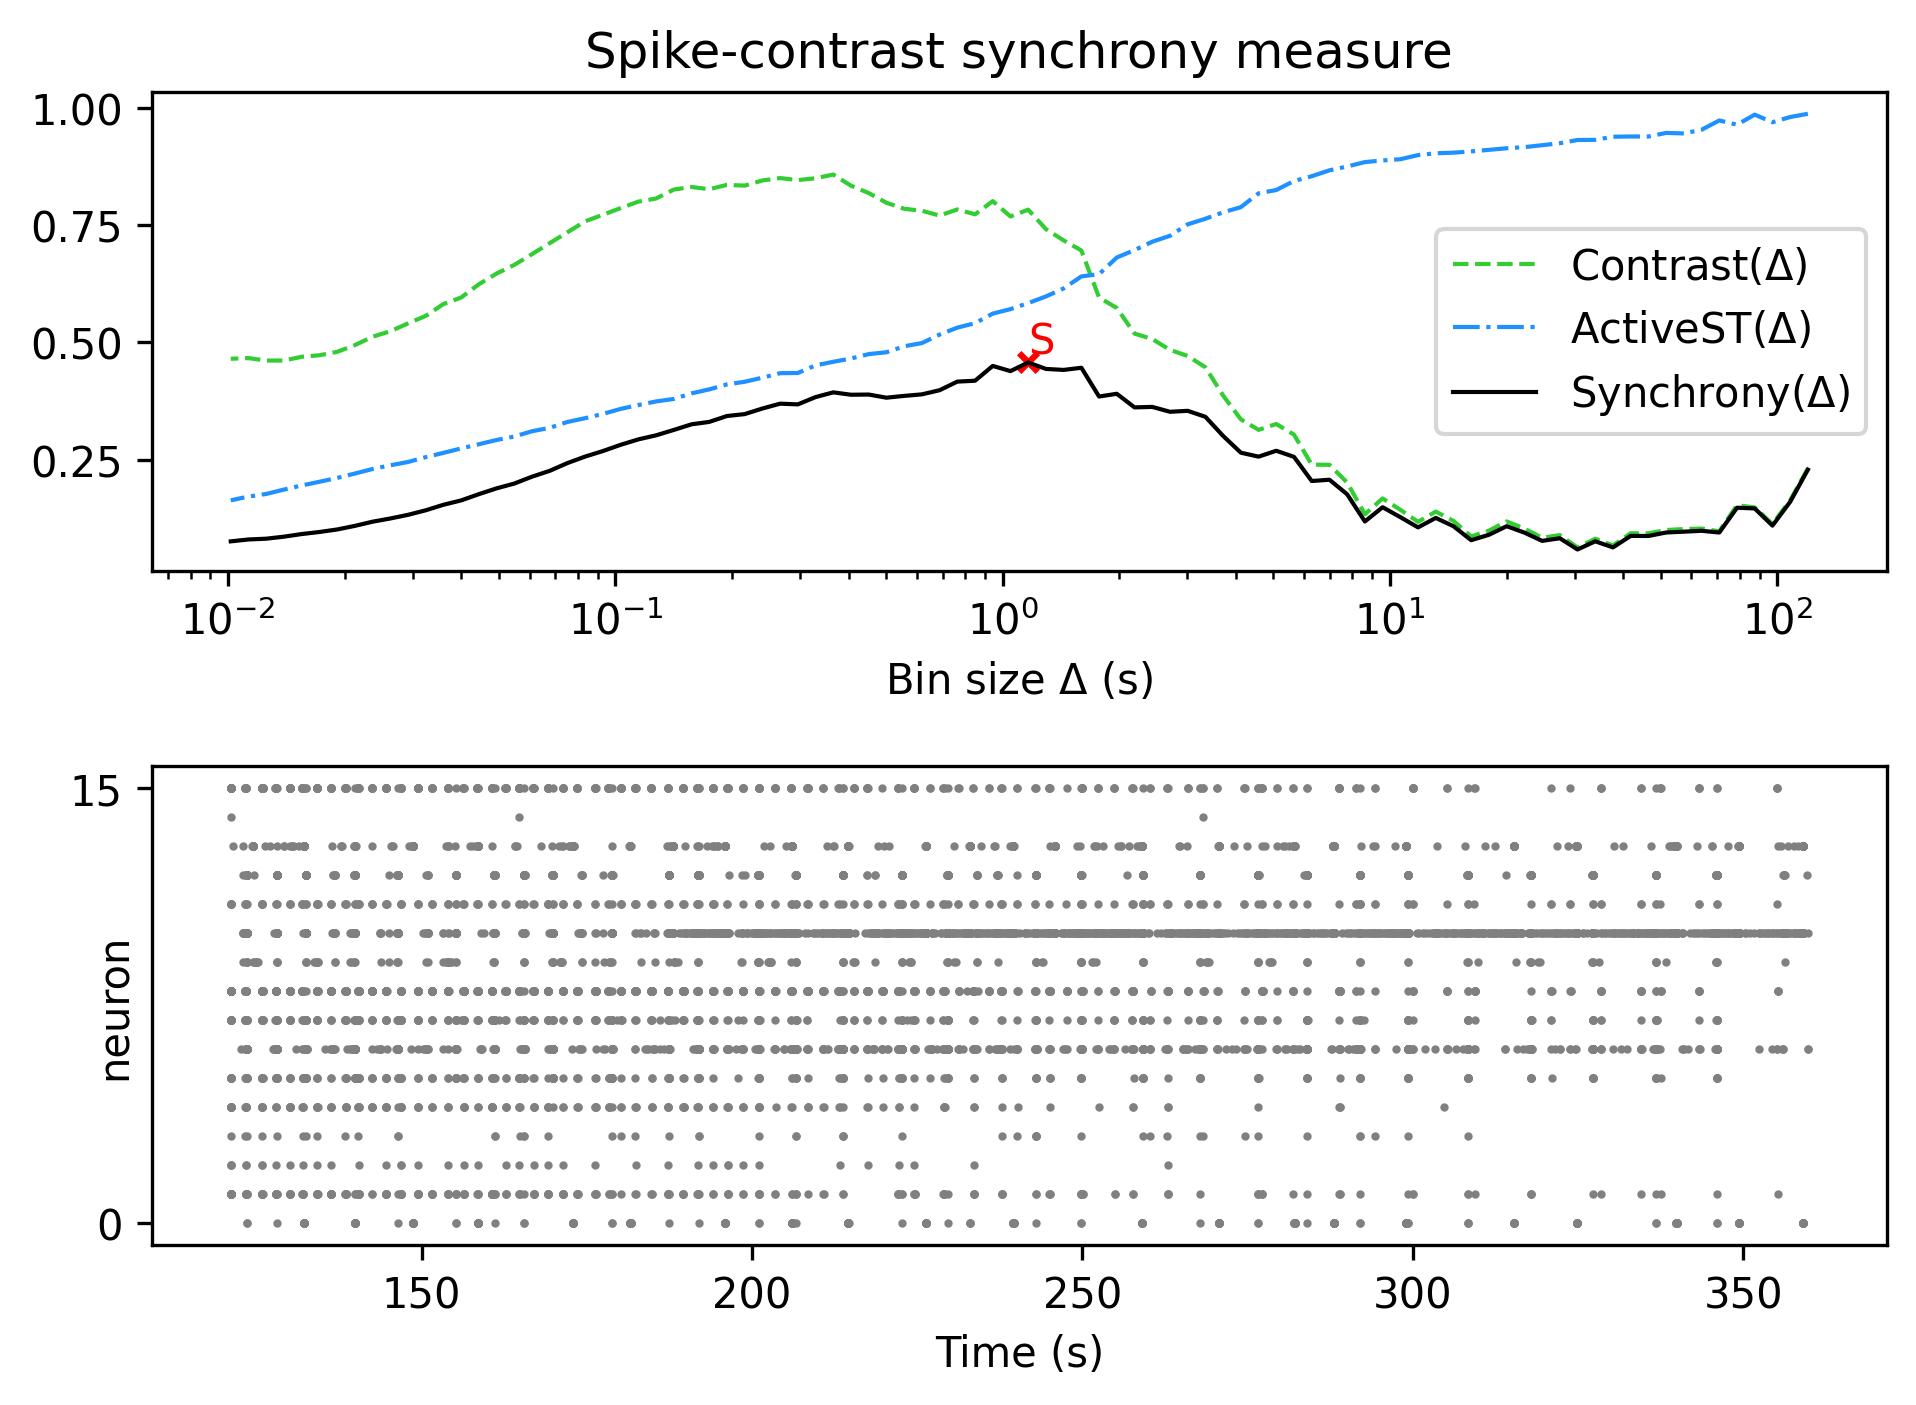 Spike-contrast synchrony measure
1.00
0.75
0.50
0.25
S
Contrast(Δ)
ActiveST(Δ)
Synchrony(Δ)
10⁻² 10⁻¹ 10⁰ 10¹ 10²
Bin size Δ (s)
15
0
neuron
150 200 250 300 350
Time (s)